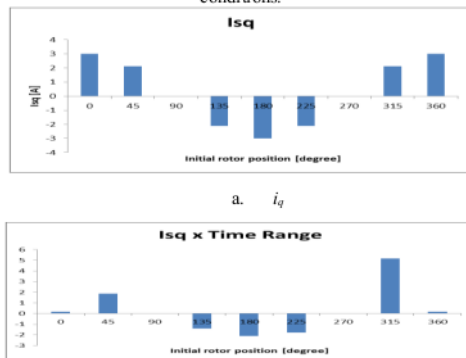 conditions.
Isq
4
3
2
1
0
-1
-2
-3
-4
Isq [A]
0 45 90 135 180 225 270 315 360
Initial rotor position [degree]
a. iq
Isq x Time Range
6
5
4
3
2
1
0
-1
-2
-3
0 45 90 135 180 225 270 315 360
Initial rotor position [degree]